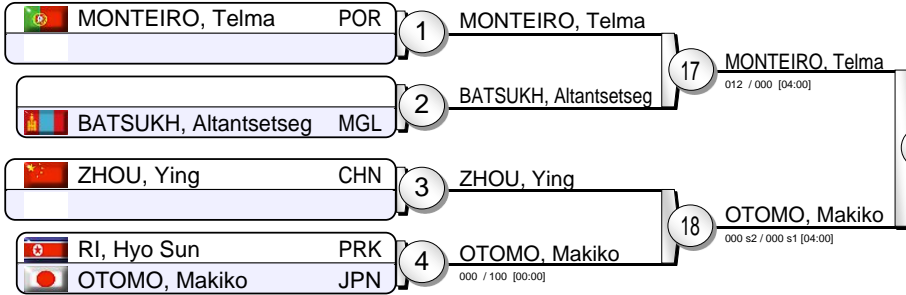 MONTEIRO, Telma POR
1
MONTEIRO, Telma
17
MONTEIRO, Telma
012 / 000 [04:00]
BATSUKH, Altantsetseg MGL
2
BATSUKH, Altantsetseg
ZHOU, Ying CHN
3
ZHOU, Ying
18
OTOMO, Makiko
000 s2 / 000 s1 [04:00]
RI, Hyo Sun PRK
OTOMO, Makiko JPN
4
OTOMO, Makiko
000 / 100 [00:00]